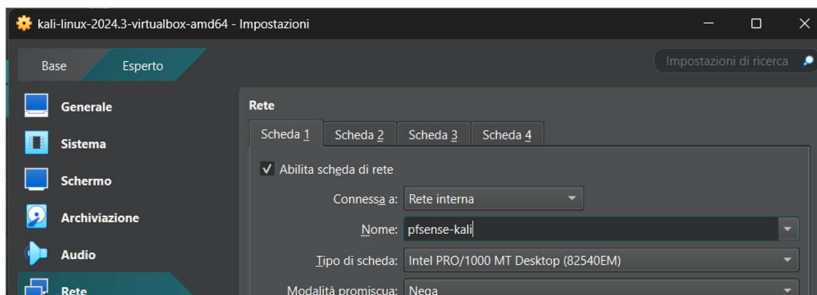 kali-linux-2024.3-virtualbox-amd64 - Impostazioni
Base Esperto Impostazioni di ricerca
Generale
Sistema
Schermo
Archiviazione
Audio
Rete
Rete
Scheda 1 Scheda 2 Scheda 3 Scheda 4
Abilita scheda di rete
Connessa a: Rete interna
Nome: pfsense-kali
Tipo di scheda: Intel PRO/1000 MT Desktop (82540EM)
Modalità promiscua: Nega